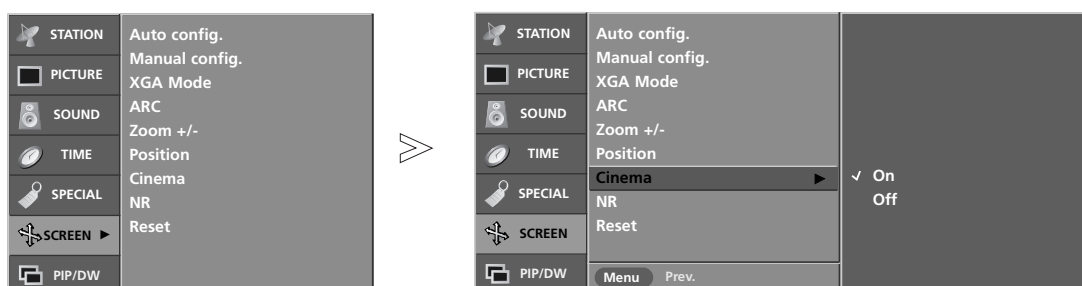 STATION
PICTURE
SOUND
TIME
SPECIAL
SCREEN ►
PIP/DW
Auto config.
Manual config.
XGA Mode
ARC
Zoom +/-
Position
Cinema
NR
Reset
STATION
PICTURE
SOUND
TIME
SPECIAL
SCREEN
PIP/DW
Auto config.
Manual config.
XGA Mode
ARC
Zoom +/-
Position
Cinema ►
NR
Reset
Menu Prev.
✓ On
Off